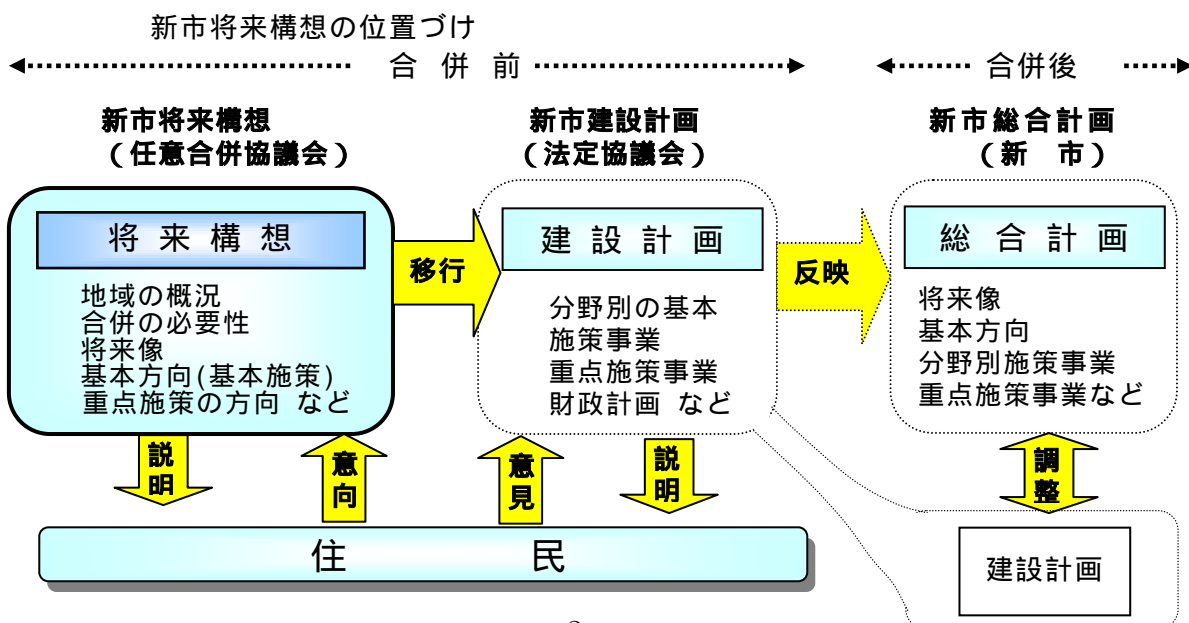 新市将来構想の位置づけ
合併前
合併後
新市将来構想
（任意合併協議会）
新市建設計画
（法定協議会）
新市総合計画
（新　市）
将来構想
地域の概況
合併の必要性
将来像
基本方向(基本施策)
重点施策の方向 など
移行
建設計画
分野別の基本
施策事業
重点施策事業
財政計画 など
反映
総合計画
将来像
基本方向
分野別施策事業
重点施策事業など
説明
意向
意見
説明
調整
住民
建設計画